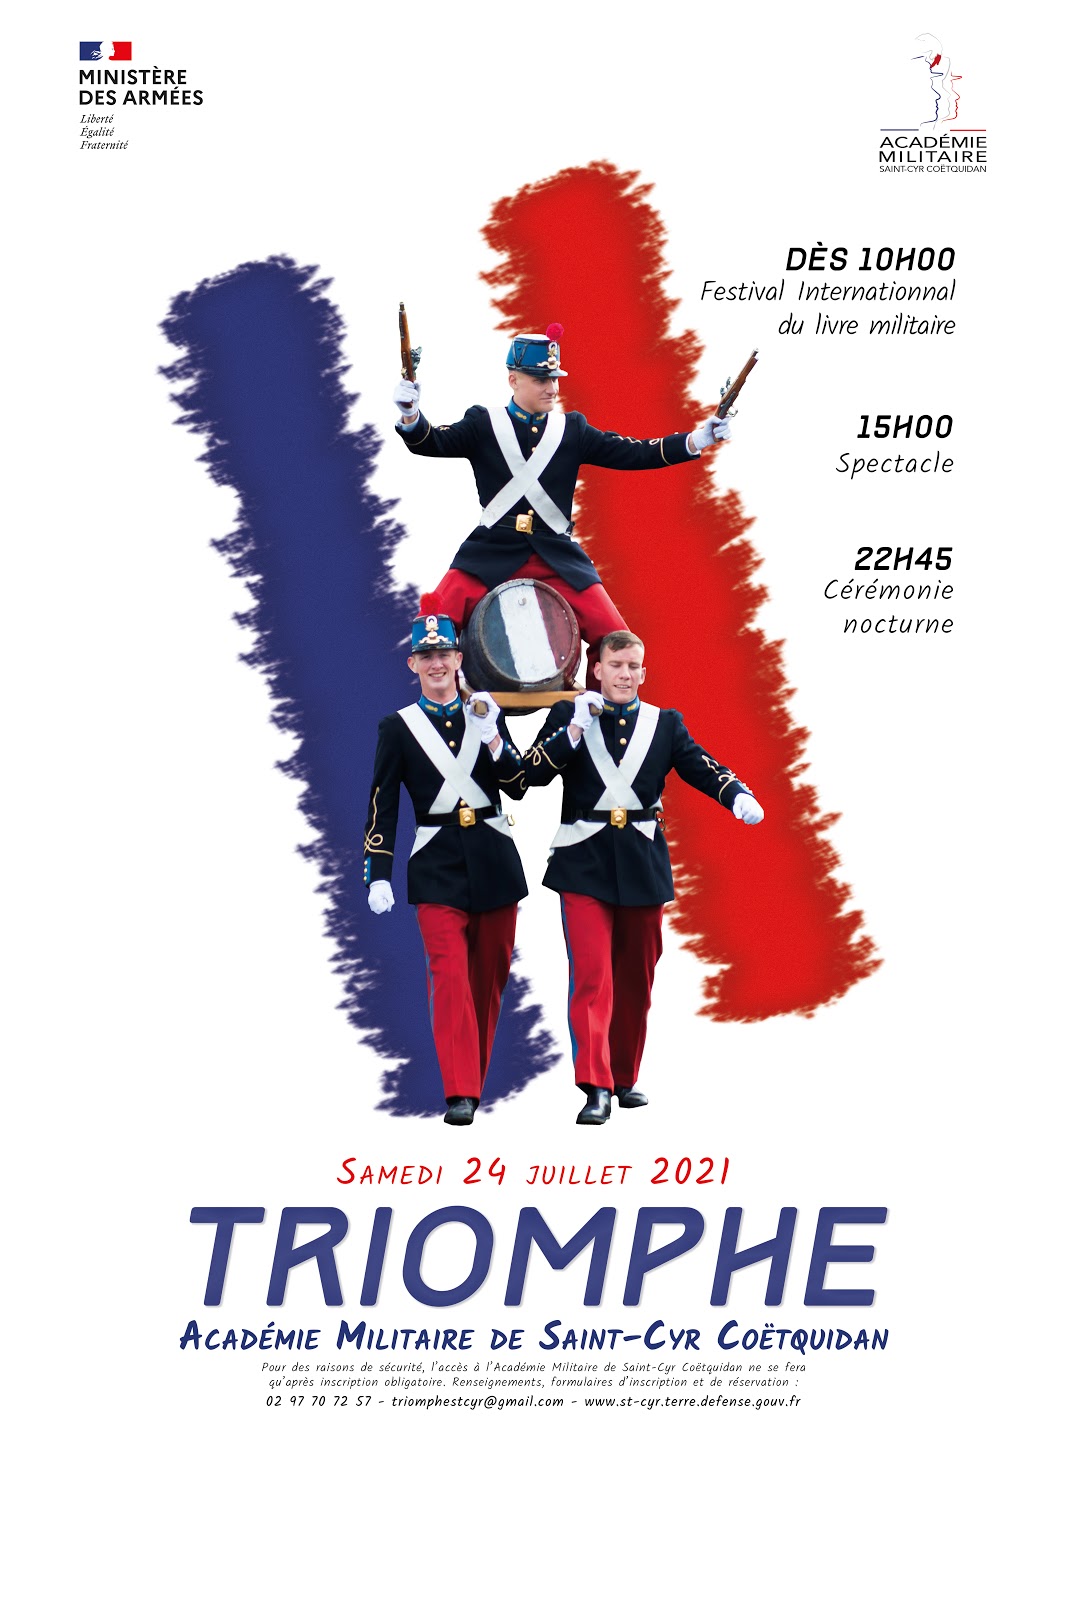 MINISTÈRE
DES ARMÉES
Liberté
Égalité
Fraternité
ACADÉMIE
MILITAIRE
SAINT-CYR COËTQUIDAN
DÈS 10H00
Festival Internationnal
du livre militaire
15H00
Spectacle
22H45
Cérémonie
nocturne
SAMEDI 24 JUILLET 2021
TRIOMPHE
ACADÉMIE MILITAIRE DE SAINT-CYR COËTQUIDAN
Pour des raisons de sécurité, l'accès à l'Académie Militaire de Saint-Cyr Coëtquidan ne se fera
qu'après inscription obligatoire. Renseignements, formulaires d'inscription et de réservation :
02 97 70 72 57 - triomphestcyr@gmail.com - www.st-cyr.terre.defense.gouv.fr